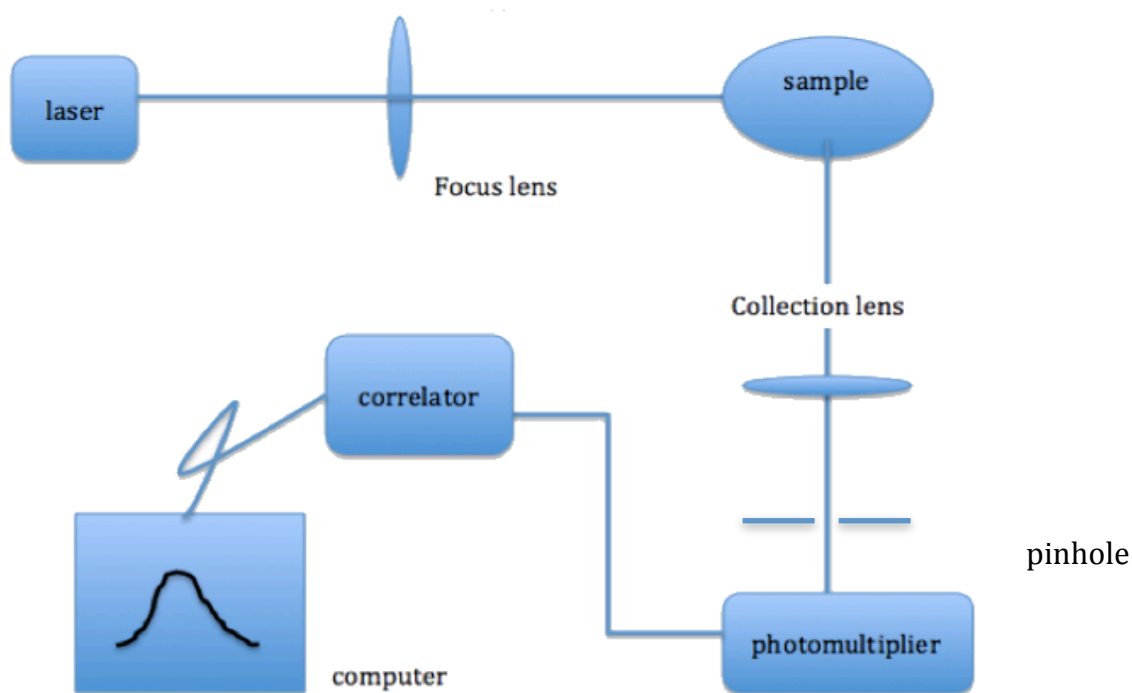 laser
sample
Focus lens
Collection lens
correlator
pinhole
photomultiplier
computer